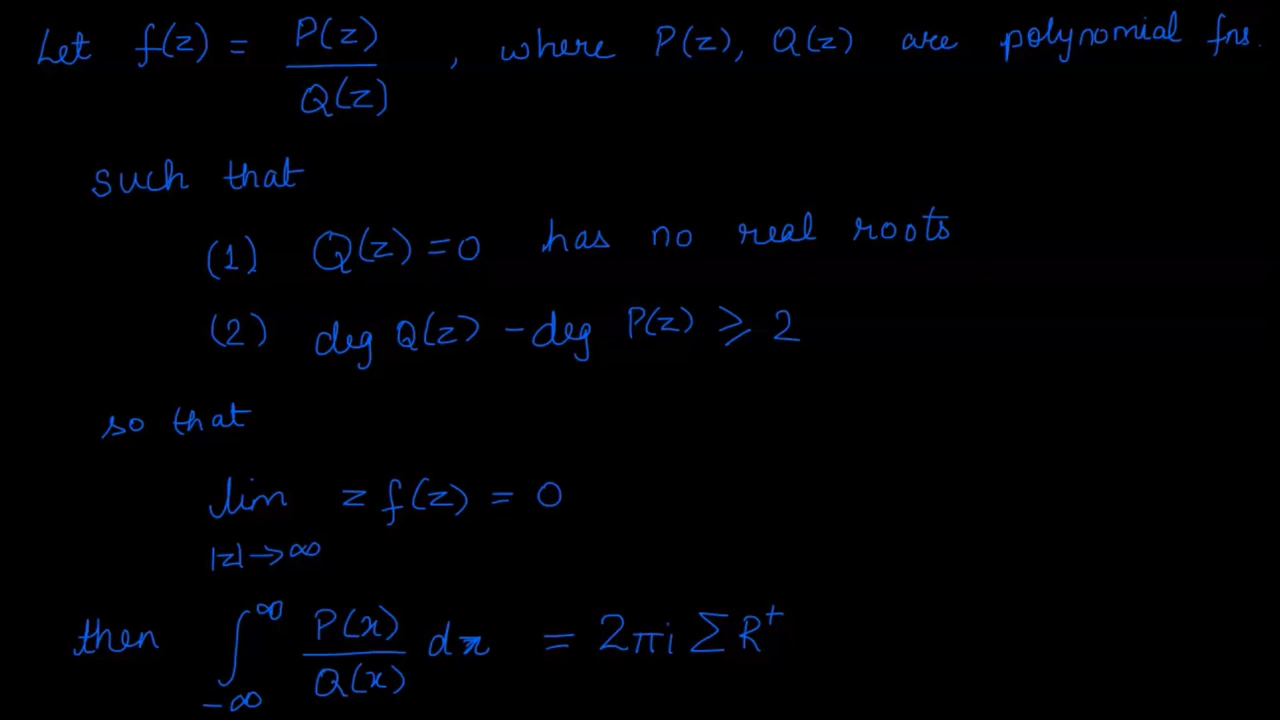 Let f(z) = P(z)/Q(z) , where P(z), Q(z) are polynomial fns.
such that
(1) Q(z) = 0 has no real roots
(2) deg Q(z) - deg P(z) ⩾ 2
so that
lim z f(z) = 0
|z| → ∞
then ∫_{-∞}^{∞} P(x)/Q(x) dx = 2πi ∑ R⁺